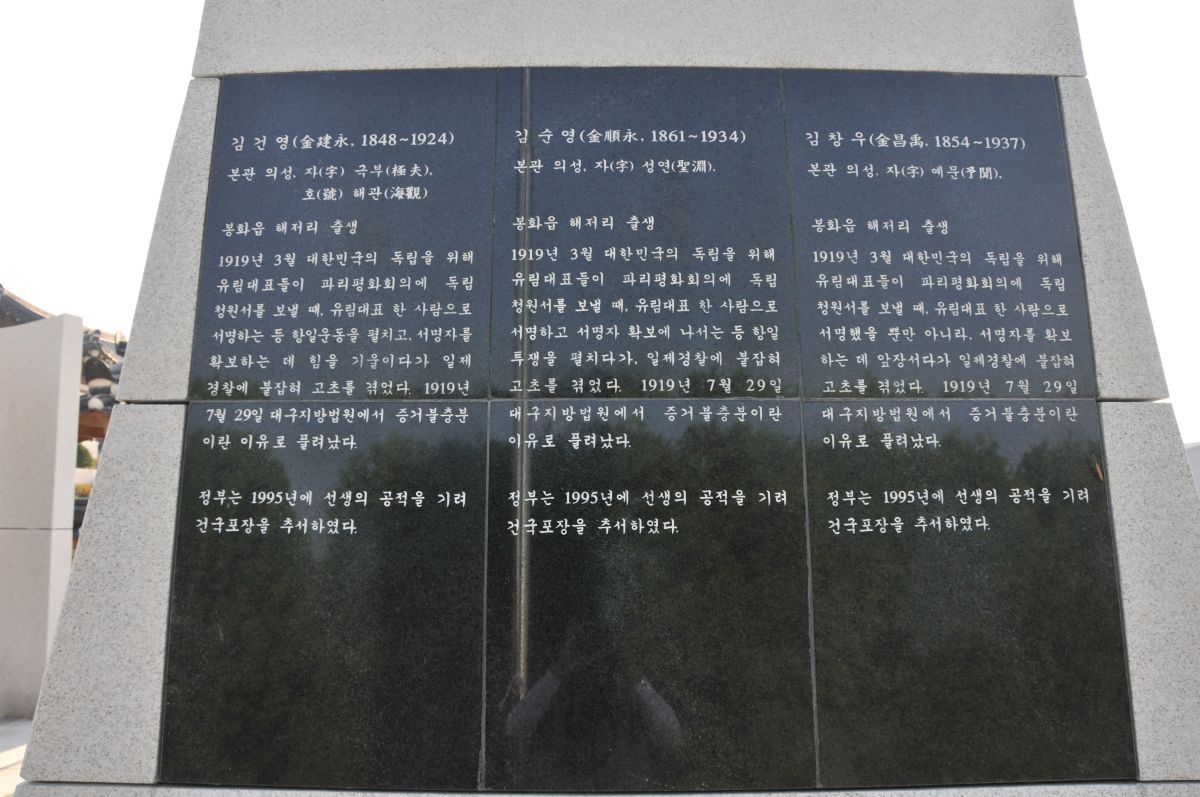 김 건 영(金建永, 1848~1924)
본관 의성, 자(字) 극부(極夫),
호(號) 해관(海觀)
봉화읍 해저리 출생
1919년 3월 대한민국의 독립을 위해
유림대표들이 파리평화회의에 독립
청원서를 보낼 때, 유림대표 한 사람으로
서명하는 등 항일운동을 펼치고, 서명자를
확보하는 데 힘을 기울이다가 일제
경찰에 붙잡혀 고초를 겪었다. 1919년
7월 29일 대구지방법원에서 증거불충분
이란 이유로 풀려났다.
정부는 1995년에 선생의 공적을 기려
건국포장을 추서하였다.
김 순 영(金順永, 1861~1934)
본관 의성, 자(字) 성연(聖淵),
봉화읍 해저리 출생
1919년 3월 대한민국의 독립을 위해
유림대표들이 파리평화회의에 독립
청원서를 보낼 때, 유림대표 한 사람으로
서명하고 서명자 확보에 나서는 등 항일
투쟁을 펼치다가, 일제경찰에 붙잡혀
고초를 겪었다. 1919년 7월 29일
대구지방법원에서 증거불충분이란
이유로 풀려났다.
정부는 1995년에 선생의 공적을 기려
건국포장을 추서하였다.
김 창 우(金昌禹, 1854~1937)
본관 의성, 자(字) 예문(予聞),
봉화읍 해저리 출생
1919년 3월 대한민국의 독립을 위해
유림대표들이 파리평화회의에 독립
청원서를 보낼 때, 유림대표 한 사람으로
서명했을 뿐만 아니라, 서명자를 확보
하는 데 앞장서다가 일제경찰에 붙잡혀
고초를 겪었다. 1919년 7월 29일
대구지방법원에서 증거불충분이란
이유로 풀려났다.
정부는 1995년에 선생의 공적을 기려
건국포장을 추서하였다.